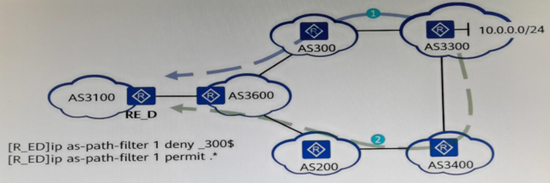 1
AS300
AS3300
10.0.0.0/24
AS3100
R
RE_D
R
AS3600
[R_ED]ip as-path-filter 1 deny _300$
[R_ED]ip as-path-filter 1 permit .*
2
AS200
AS3400